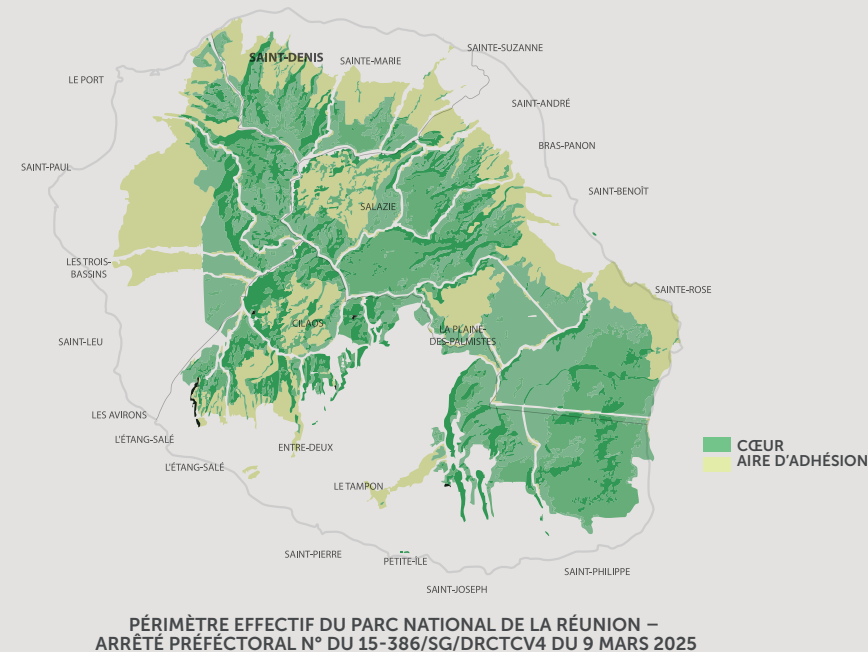 SAINTE-SUZANNE
SAINT-DENIS
SAINTE-MARIE
LE PORT
SAINT-ANDRÉ
BRAS-PANON
SAINT-PAUL
SAINT-BENOÎT
SALAZIE
LES TROIS-
BASSINS
SAINTE-ROSE
CILAOS
LA PLAINE-
DES-PALMISTES
SAINT-LEU
LES AVIRONS
L'ÉTANG-SALÉ
ENTRE-DEUX
CŒUR
AIRE D'ADHÉSION
L'ÉTANG-SALÉ
LE TAMPON
SAINT-PIERRE
PETITE-ÎLE
SAINT-PHILIPPE
SAINT-JOSEPH
PÉRIMÈTRE EFFECTIF DU PARC NATIONAL DE LA RÉUNION –
ARRÊTÉ PRÉFÉCTORAL N° DU 15-386/SG/DRCTCV4 DU 9 MARS 2025